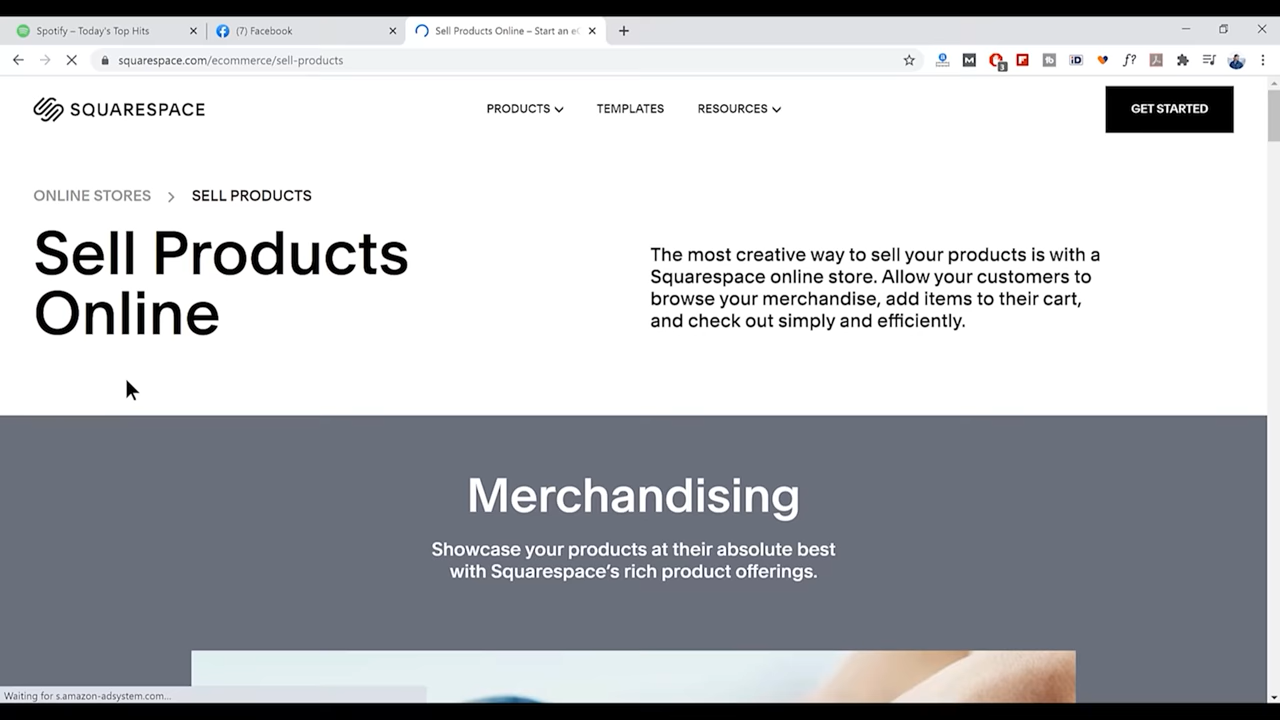 Spotify – Today's Top Hits
(7) Facebook
Sell Products Online – Start an e
squarespace.com/ecommerce/sell-products
3
SQUARESPACE
PRODUCTS
TEMPLATES
RESOURCES
GET STARTED
ONLINE STORES > SELL PRODUCTS
Sell Products
Online
The most creative way to sell your products is with a
Squarespace online store. Allow your customers to
browse your merchandise, add items to their cart,
and check out simply and efficiently.
Merchandising
Showcase your products at their absolute best
with Squarespace’s rich product offerings.
Waiting for s.amazon-adsystem.com...